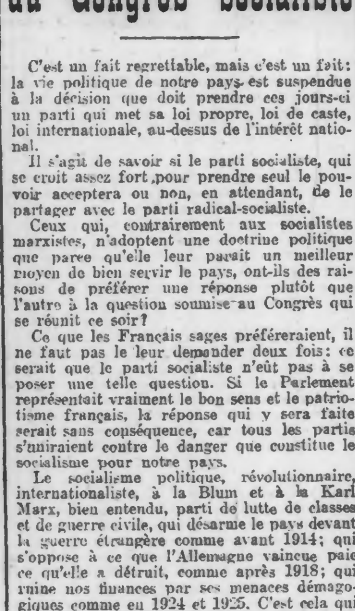 du Congrès socialiste
C'est un fait regrettable, mais c'est un fait:
la vie politique de notre pays est suspendue
à la décision que doit prendre ces jours-ci
un parti qui met sa loi propre, loi de caste,
loi internationale, au-dessus de l'intérêt natio-
nal.
Il s'agit de savoir si le parti socialiste, qui
se croit assez fort pour prendre seul le pou-
voir acceptera ou non, en attendant, de le
partager avec le parti radical-socialiste.
Ceux qui, contrairement aux socialistes
marxistes, n'adoptent une doctrine politique
que parce qu'elle leur paraît un meilleur
moyen de bien servir le pays, ont-ils des rai-
sons de préférer une réponse plutôt que
l'autre à la question soumise au Congrès qui
se réunit ce soir?
Ce que les Français sages préféreraient, il
ne faut pas le leur demander deux fois: ce
serait que le parti socialiste n'eût pas à se
poser une telle question. Si le Parlement
représentait vraiment le bon sens et le patrio-
tisme français, la réponse qui y sera faite
serait sans conséquence, car tous les partis
s'uniraient contre le danger que constitue le
socialisme pour notre pays.
Le socialisme politique, révolutionnaire,
internationaliste, à la Blum et à la Karl
Marx, bien entendu, parti de lutte de classes
et de guerre civile, qui désarme le pays devant
la guerre étrangère comme avant 1914; qui
s'oppose à ce que l'Allemagne vaincue paie
ce qu'elle a détruit, comme après 1918; qui
ruine nos finances par ses menaces démago-
giques comme en 1924 et 1925. C'est cela qui